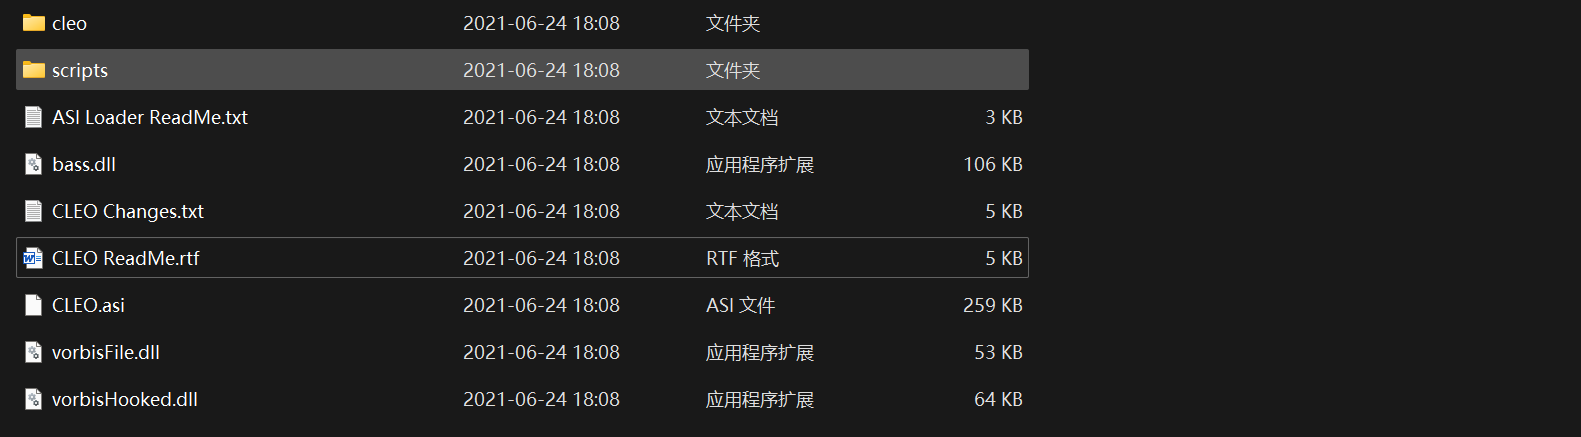 cleo 2021-06-24 18:08 文件夹
scripts 2021-06-24 18:08 文件夹
ASI Loader ReadMe.txt 2021-06-24 18:08 文本文档 3 KB
bass.dll 2021-06-24 18:08 应用程序扩展 106 KB
CLEO Changes.txt 2021-06-24 18:08 文本文档 5 KB
CLEO ReadMe.rtf 2021-06-24 18:08 RTF 格式 5 KB
CLEO.asi 2021-06-24 18:08 ASI 文件 259 KB
vorbisFile.dll 2021-06-24 18:08 应用程序扩展 53 KB
vorbisHooked.dll 2021-06-24 18:08 应用程序扩展 64 KB